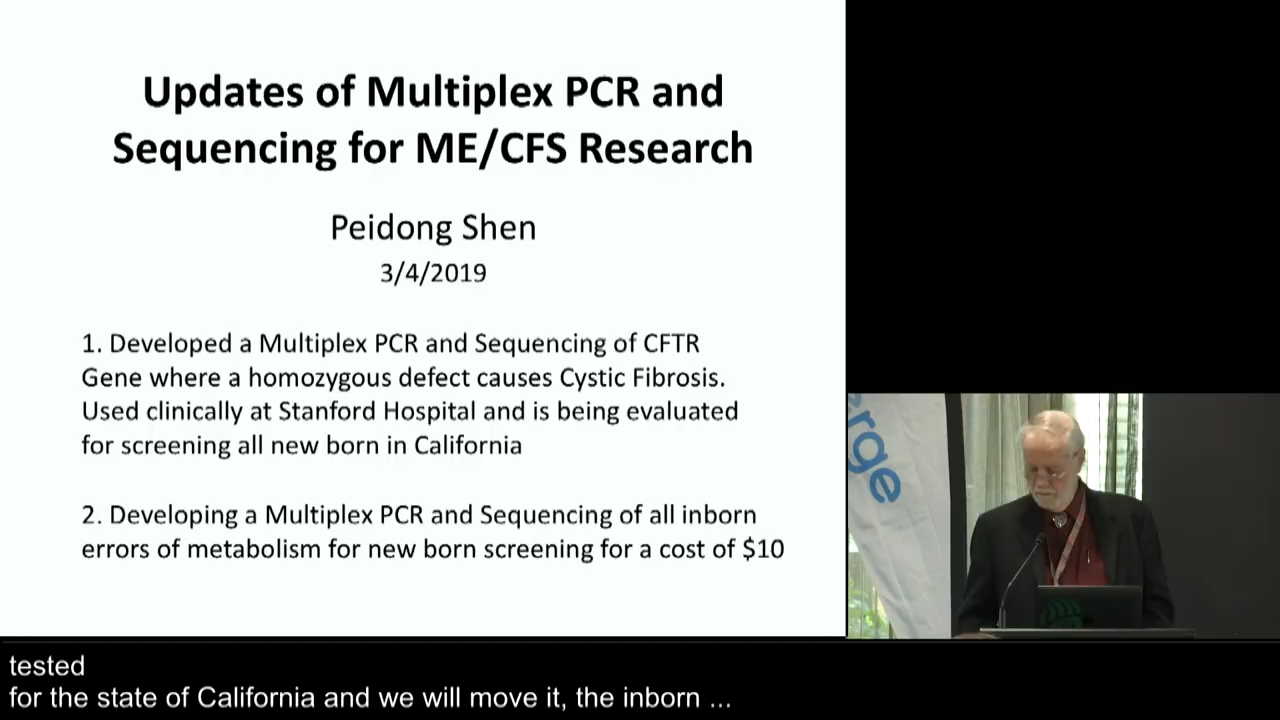 Updates of Multiplex PCR and
Sequencing for ME/CFS Research
Peidong Shen
3/4/2019
1. Developed a Multiplex PCR and Sequencing of CFTR
Gene where a homozygous defect causes Cystic Fibrosis.
Used clinically at Stanford Hospital and is being evaluated
for screening all new born in California
2. Developing a Multiplex PCR and Sequencing of all inborn
errors of metabolism for new born screening for a cost of $10
erge
tested
for the state of California and we will move it, the inborn ...